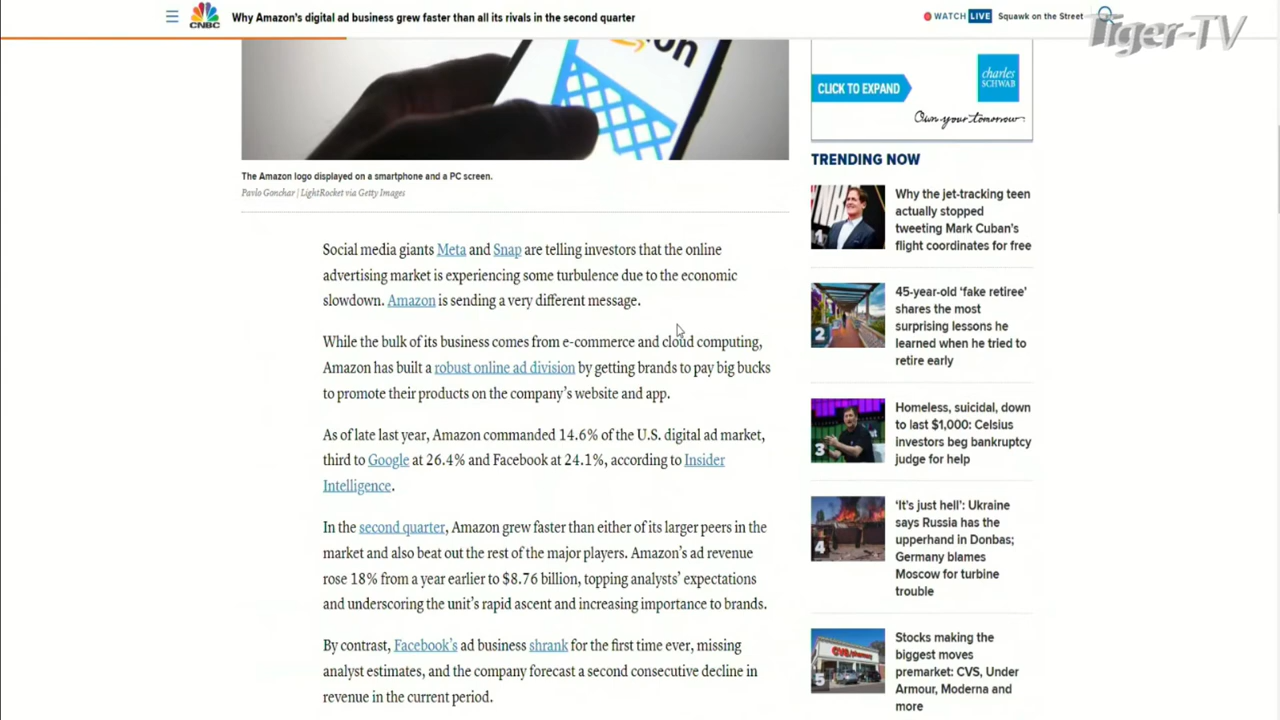 CNBC
Why Amazon's digital ad business grew faster than all its rivals in the second quarter
WATCH LIVE
Squawk on the Street
Tiger-TV
CLICK TO EXPAND
charles
SCHWAB
Own your tomorrow.
The Amazon logo displayed on a smartphone and a PC screen.
Pavlo Gonchar | LightRocket via Getty Images
Social media giants Meta and Snap are telling investors that the online
advertising market is experiencing some turbulence due to the economic
slowdown. Amazon is sending a very different message.
While the bulk of its business comes from e-commerce and cloud computing,
Amazon has built a robust online ad division by getting brands to pay big bucks
to promote their products on the company's website and app.
As of late last year, Amazon commanded 14.6% of the U.S. digital ad market,
third to Google at 26.4% and Facebook at 24.1%, according to Insider
Intelligence.
In the second quarter, Amazon grew faster than either of its larger peers in the
market and also beat out the rest of the major players. Amazon's ad revenue
rose 18% from a year earlier to $8.76 billion, topping analysts' expectations
and underscoring the unit's rapid ascent and increasing importance to brands.
By contrast, Facebook's ad business shrank for the first time ever, missing
analyst estimates, and the company forecast a second consecutive decline in
revenue in the current period.
TRENDING NOW
1
Why the jet-tracking teen
actually stopped
tweeting Mark Cuban's
flight coordinates for free
2
45-year-old 'fake retiree'
shares the most
surprising lessons he
learned when he tried to
retire early
3
Homeless, suicidal, down
to last $1,000: Celsius
investors beg bankruptcy
judge for help
4
'It's just hell': Ukraine
says Russia has the
upperhand in Donbas;
Germany blames
Moscow for turbine
trouble
5
CVS/pharmacy
Stocks making the
biggest moves
premarket: CVS, Under
Armour, Moderna and
more